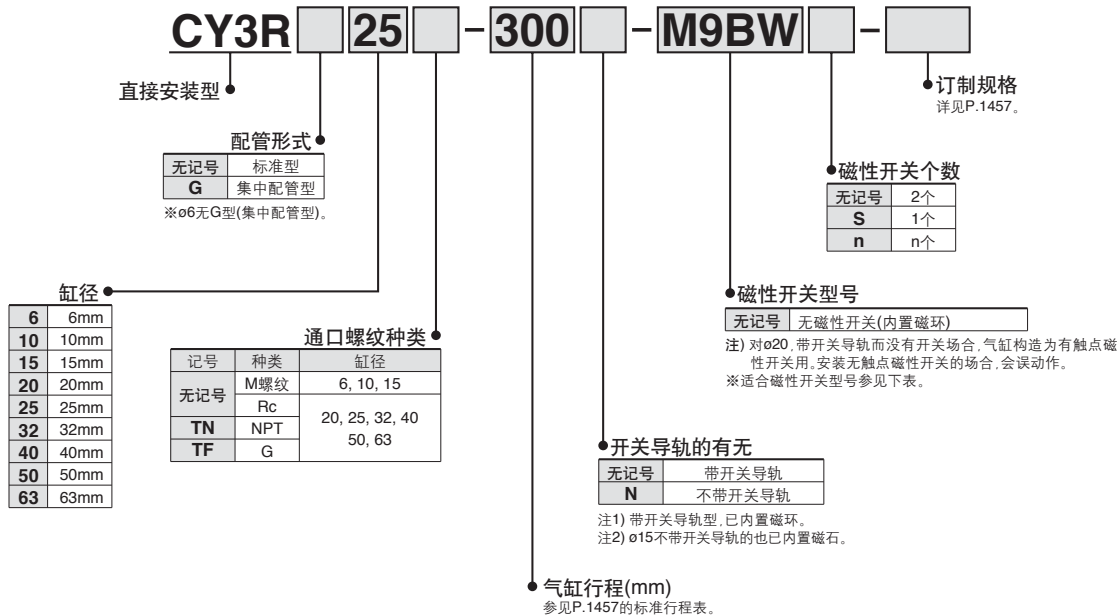 CY3R 25 – 300 – M9BW –
直接安装型
订制规格
详见P.1457。
配管形式
无记号 标准型
G 集中配管型
※ø6无G型(集中配管型)。
磁性开关个数
无记号 2个
S 1个
n n个
缸径
6 6mm
10 10mm
15 15mm
20 20mm
25 25mm
32 32mm
40 40mm
50 50mm
63 63mm
通口螺纹种类
记号 种类 缸径
无记号 M螺纹 6, 10, 15
Rc 20, 25, 32, 40
TN NPT 50, 63
TF G
磁性开关型号
无记号 无磁性开关(内置磁环)
注) 对ø20,带开关导轨而没有开关场合,气缸构造为有触点磁
性开关用。安装无触点磁性开关的场合,会误动作。
※适合磁性开关型号参见下表。
开关导轨的有无
无记号 带开关导轨
N 不带开关导轨
注1) 带开关导轨型,已内置磁环。
注2) ø15不带开关导轨的也已内置磁石。
气缸行程(mm)
参见P.1457的标准行程表。